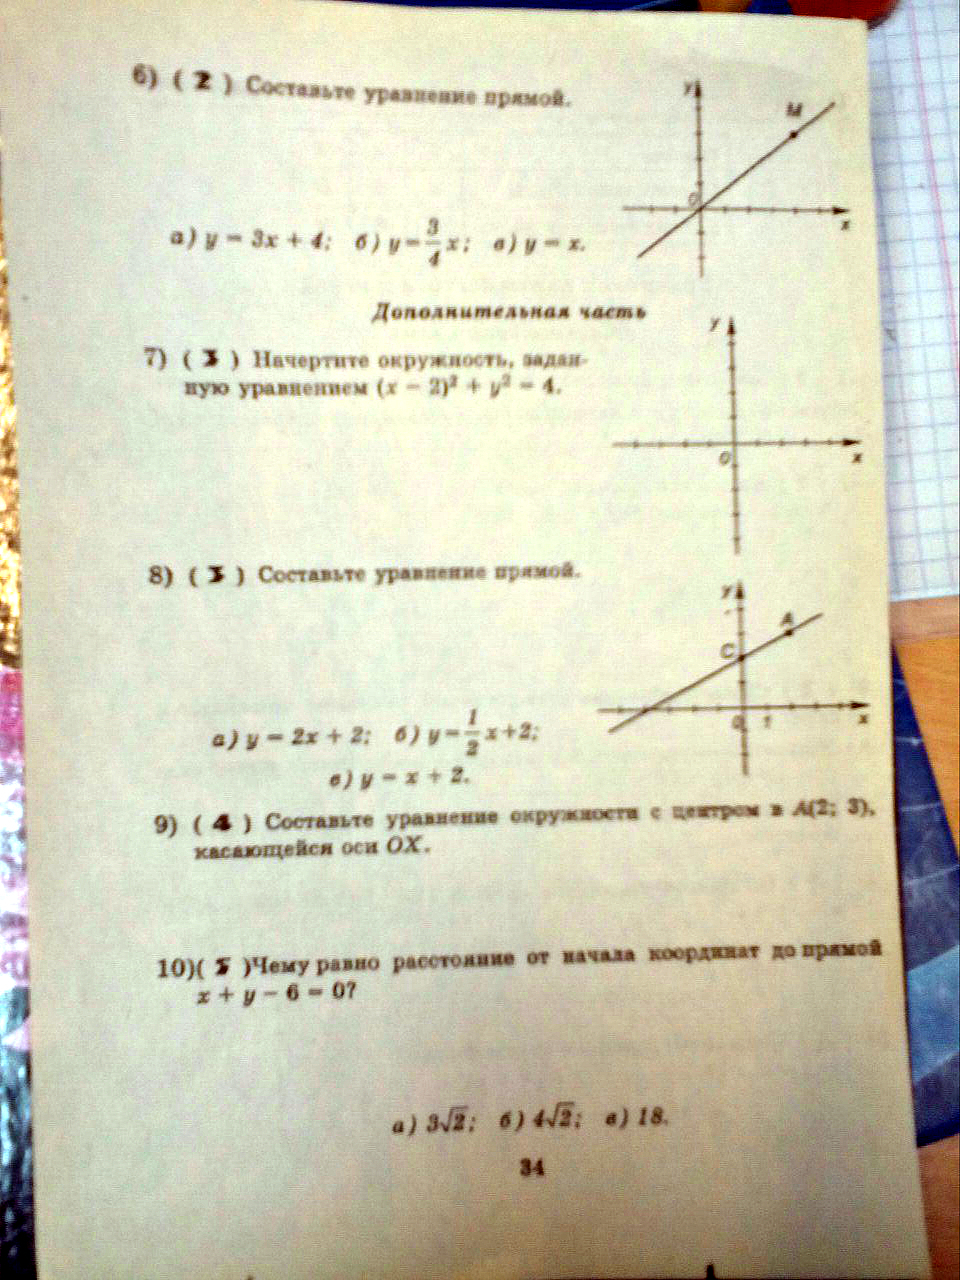 6) ( 2 ) Составьте уравнение прямой.
y
M
O
x
а) y = 3x + 4; б) y = 3/4 x; в) y = x.
Дополнительная часть
7) ( 3 ) Начертите окружность, задан-
ную уравнением (x − 2)² + y² = 4.
y
O
x
8) ( 3 ) Составьте уравнение прямой.
y
A
C
0 1 x
а) y = 2x + 2; б) y = 1/2 x+2;
в) y = x + 2.
9) ( 4 ) Составьте уравнение окружности с центром в A(2; 3),
касающейся оси OX.
10)( 5 )Чему равно расстояние от начала координат до прямой
x + y − 6 = 0?
а) 3√2; б) 4√2; в) 18.
34